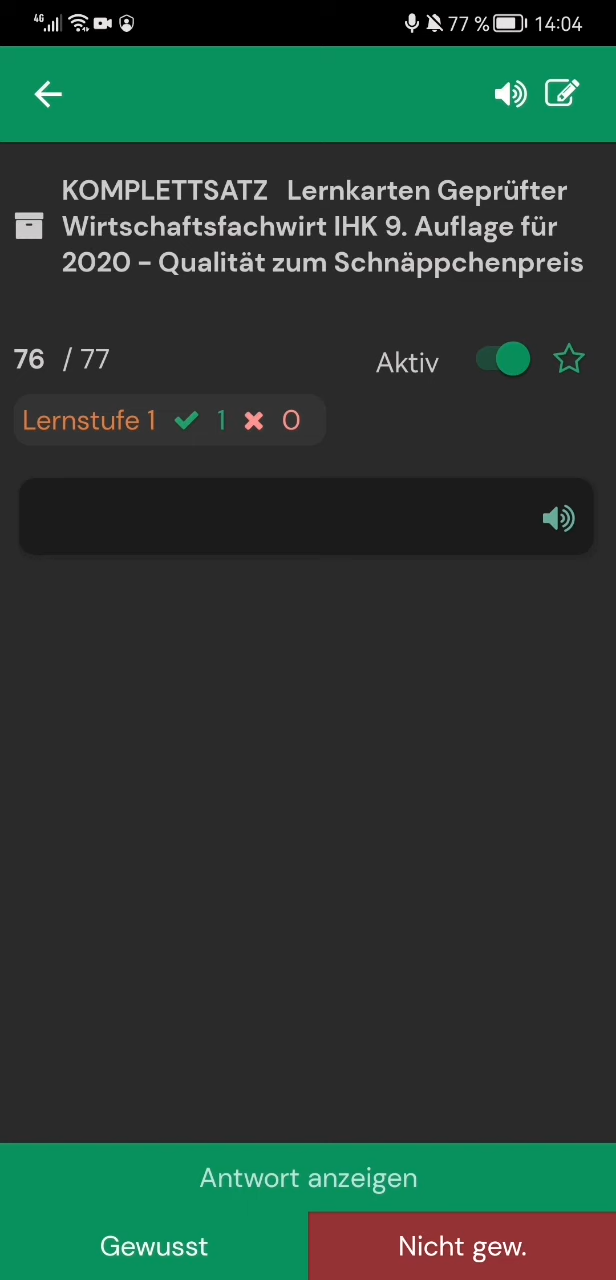 4G 77 % 14:04
KOMPLETTSATZ Lernkarten Geprüfter
Wirtschaftsfachwirt IHK 9. Auflage für
2020 – Qualität zum Schnäppchenpreis
76 / 77
Aktiv
Lernstufe 1 1 0
Antwort anzeigen
Gewusst
Nicht gew.